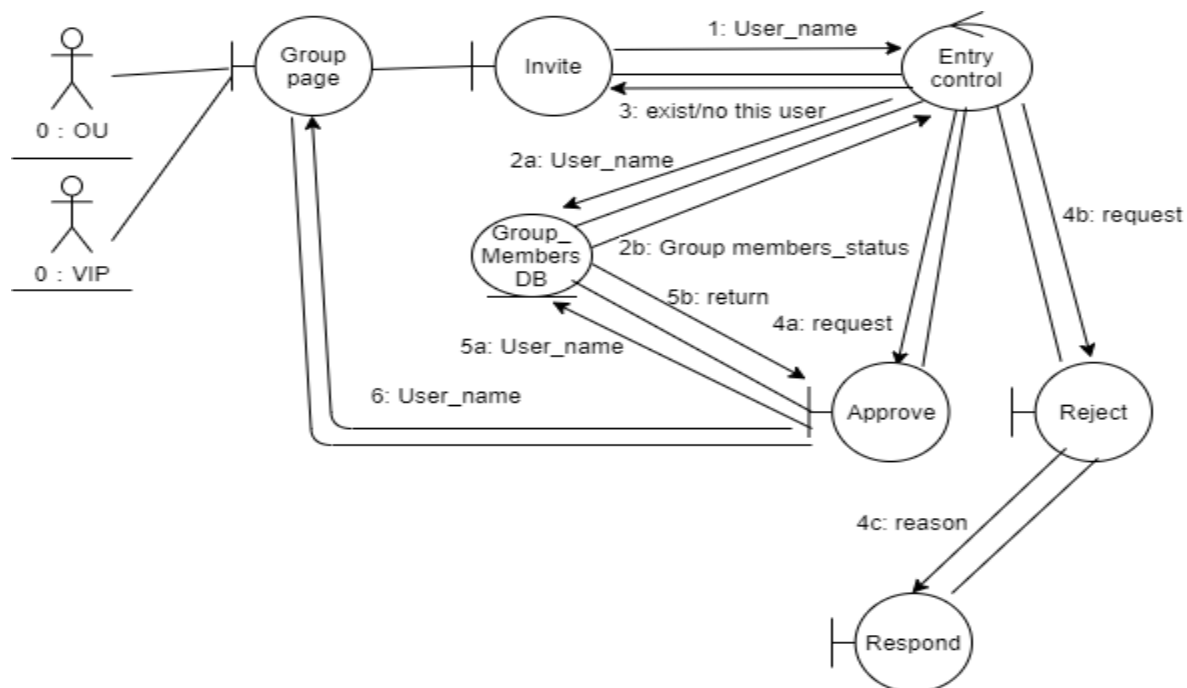 1: User_name
Group
page
Invite
Entry
control
0 : OU
3: exist/no this user
2a: User_name
0 : VIP
4b: request
Group_
Members
DB
2b: Group members_status
5b: return
4a: request
5a: User_name
6: User_name
Approve
Reject
4c: reason
Respond